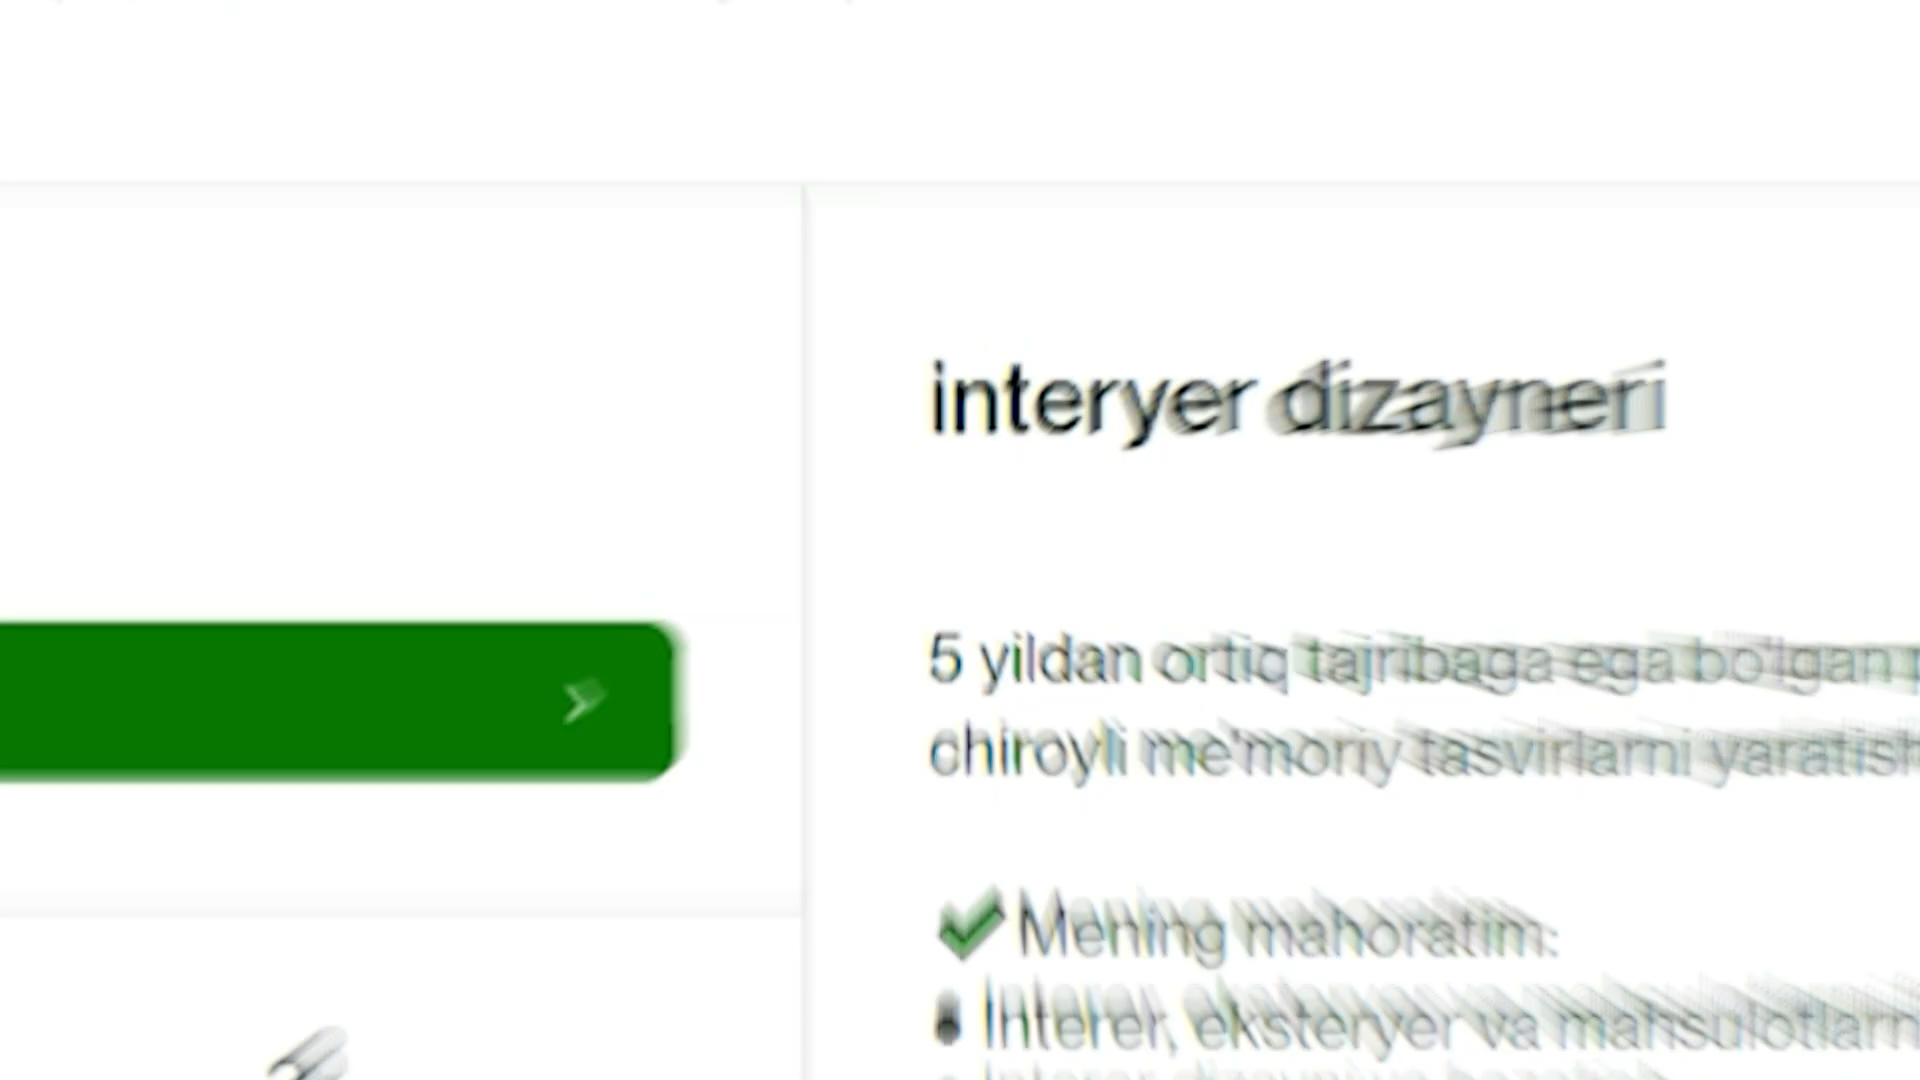 interyer dizayneri
5 yildan ortiq tajribaga ega bo'lgan
chiroyli me'moriy tasvirlarni yaratish
Mening mahoratim:
Interer, eksteryer va mahsulotlarni